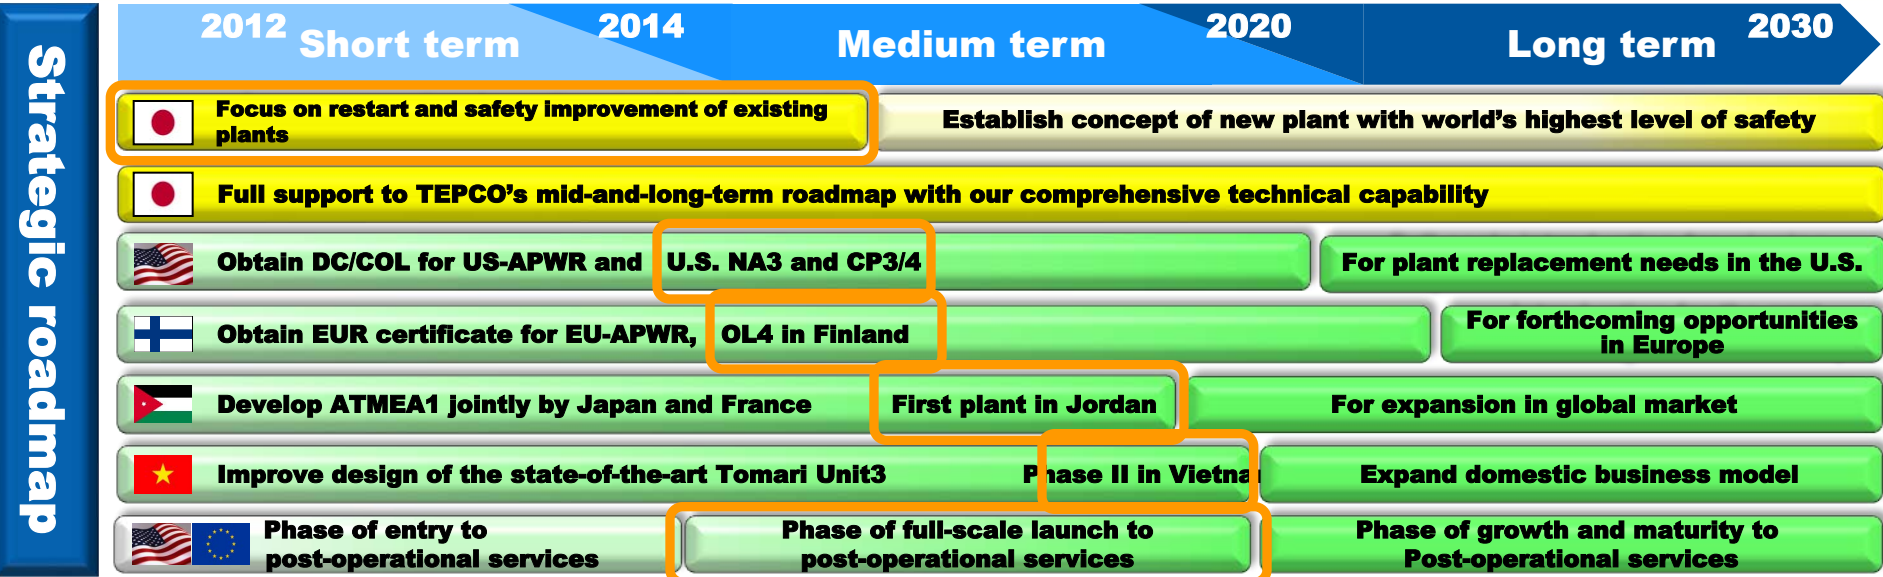 Strategic roadmap
2012 Short term 2014 Medium term 2020 Long term 2030
Focus on restart and safety improvement of existing
plants
Establish concept of new plant with world's highest level of safety
Full support to TEPCO's mid-and-long-term roadmap with our comprehensive technical capability
Obtain DC/COL for US-APWR and U.S. NA3 and CP3/4
For plant replacement needs in the U.S.
Obtain EUR certificate for EU-APWR, OL4 in Finland
For forthcoming opportunities
in Europe
Develop ATMEA1 jointly by Japan and France First plant in Jordan
For expansion in global market
Improve design of the state-of-the-art Tomari Unit3 Phase II in Vietna
Expand domestic business model
Phase of entry to
post-operational services
Phase of full-scale launch to
post-operational services
Phase of growth and maturity to
Post-operational services